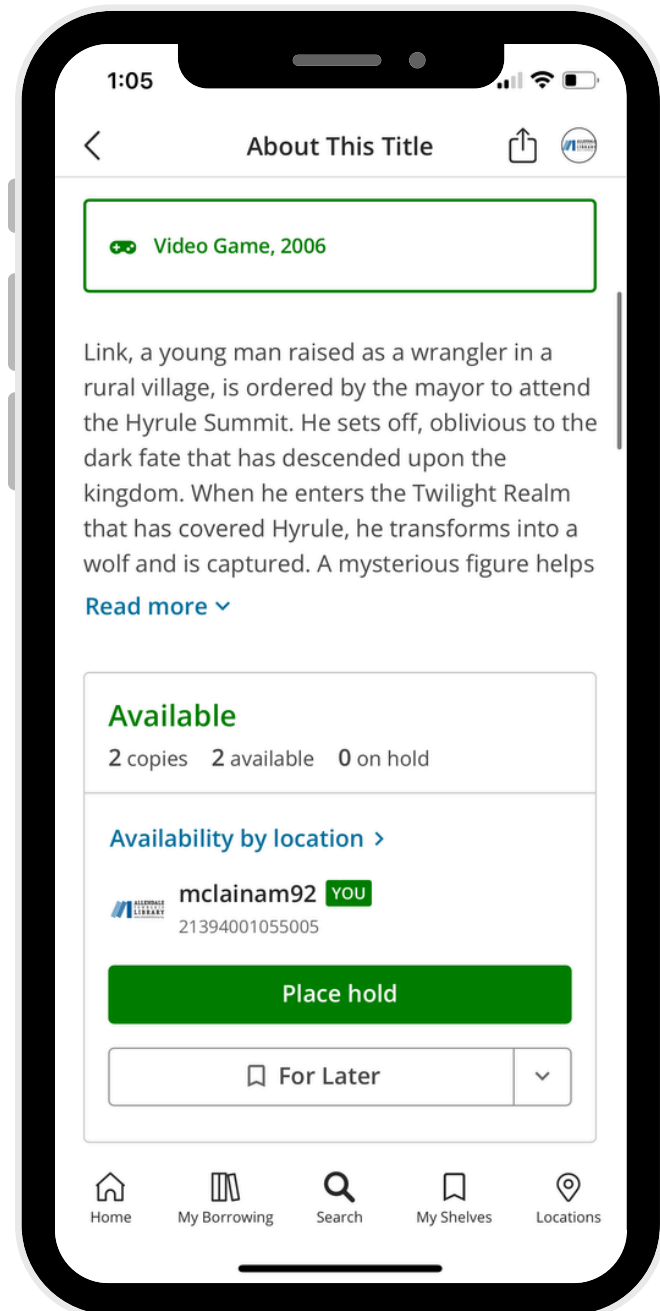 1:05
About This Title
Video Game, 2006
Link, a young man raised as a wrangler in a
rural village, is ordered by the mayor to attend
the Hyrule Summit. He sets off, oblivious to the
dark fate that has descended upon the
kingdom. When he enters the Twilight Realm
that has covered Hyrule, he transforms into a
wolf and is captured. A mysterious figure helps
Read more
Available
2 copies 2 available 0 on hold
Availability by location
ALLENDALE
LIBRARY
mclainam92 YOU
21394001055005
Place hold
For Later
Home My Borrowing Search My Shelves Locations